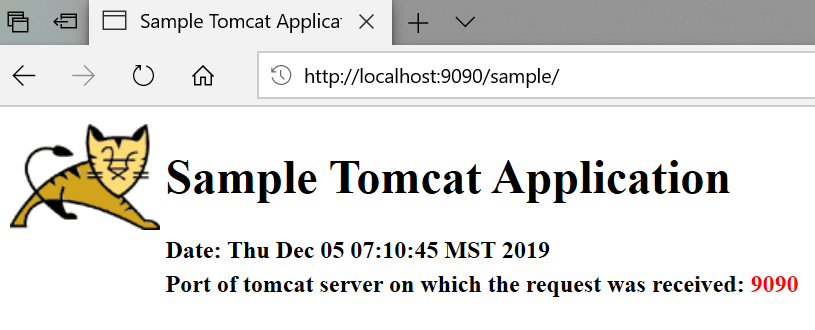 Sample Tomcat Applica
http://localhost:9090/sample/
Sample Tomcat Application
Date: Thu Dec 05 07:10:45 MST 2019
Port of tomcat server on which the request was received: 9090